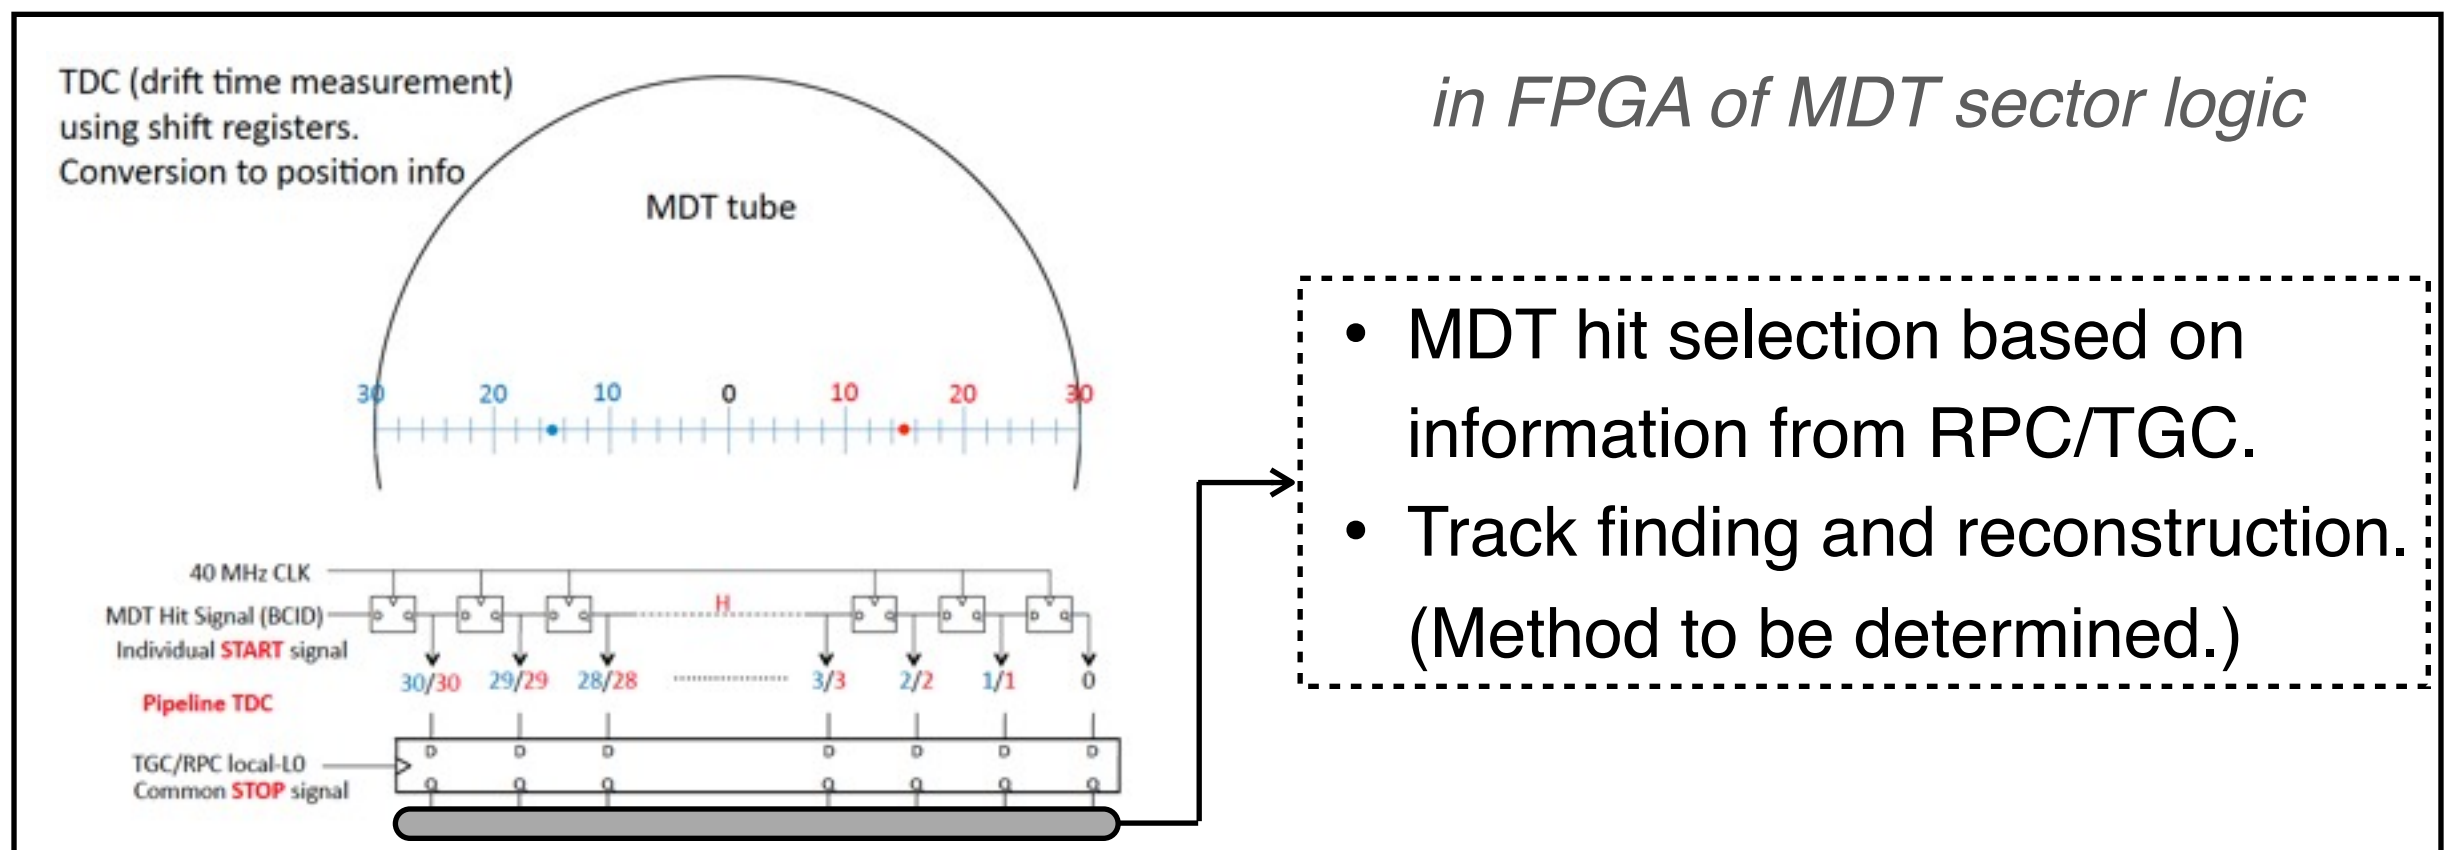 TDC (drift time measurement)
using shift registers.
Conversion to position info
in FPGA of MDT sector logic
MDT tube
30 20 10 0 10 20 30
• MDT hit selection based on
information from RPC/TGC.
• Track finding and reconstruction.
(Method to be determined.)
40 MHz CLK
MDT Hit Signal (BCID)
H
D Q D Q D Q D Q D Q D Q
Individual START signal
30/30 29/29 28/28 3/3 2/2 1/1 0
Pipeline TDC
D D D D D D D
TGC/RPC local-L0
Common STOP signal
Q Q Q Q Q Q Q